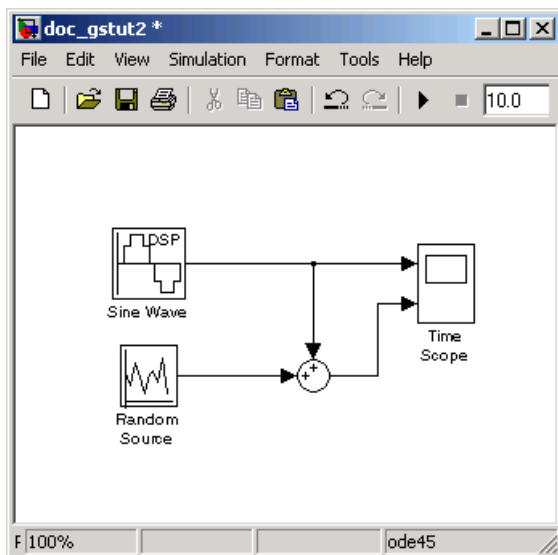 doc_gstut2 *
File Edit View Simulation Format Tools Help
10.0
DSP
Sine Wave
Time
Scope
+ +
Random
Source
F 100% ode45